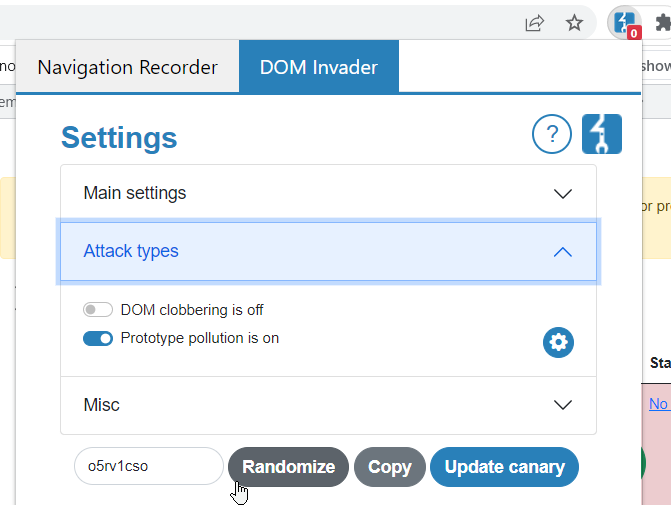 0
no
Navigation Recorder
DOM Invader
show
em
Settings
?
Main settings
or pr
Attack types
DOM clobbering is off
Prototype pollution is on
Sta
Misc
No
o5rv1cso
Randomize
Copy
Update canary